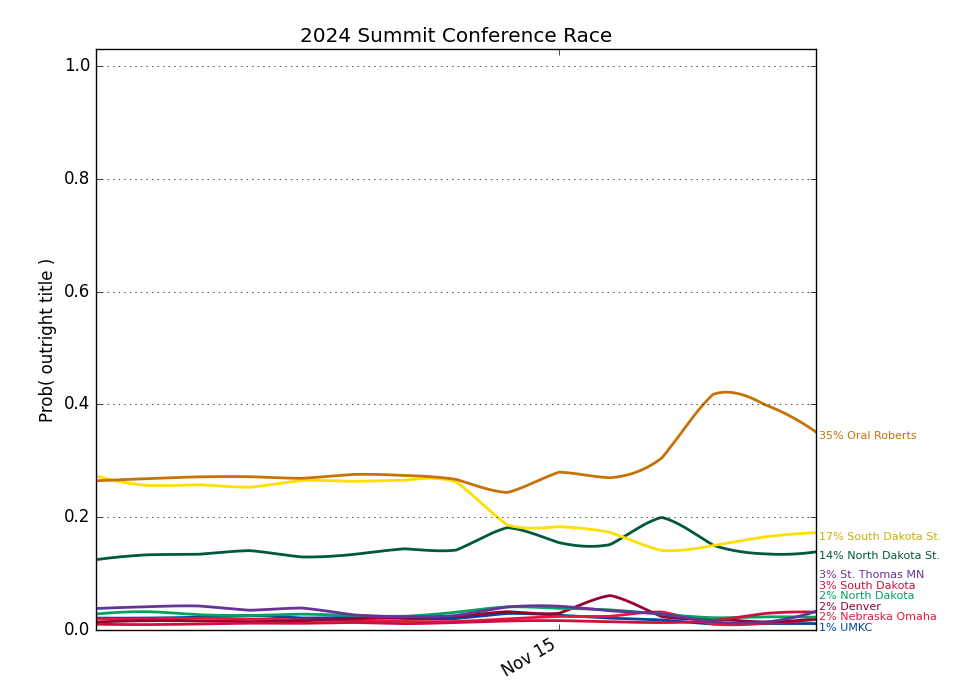 2024 Summit Conference Race
Prob( outright title )
1.0
0.8
0.6
0.4
0.2
0.0
Nov 15
35% Oral Roberts
17% South Dakota St.
14% North Dakota St.
3% St. Thomas MN
3% South Dakota
2% North Dakota
2% Denver
2% Nebraska Omaha
1% UMKC